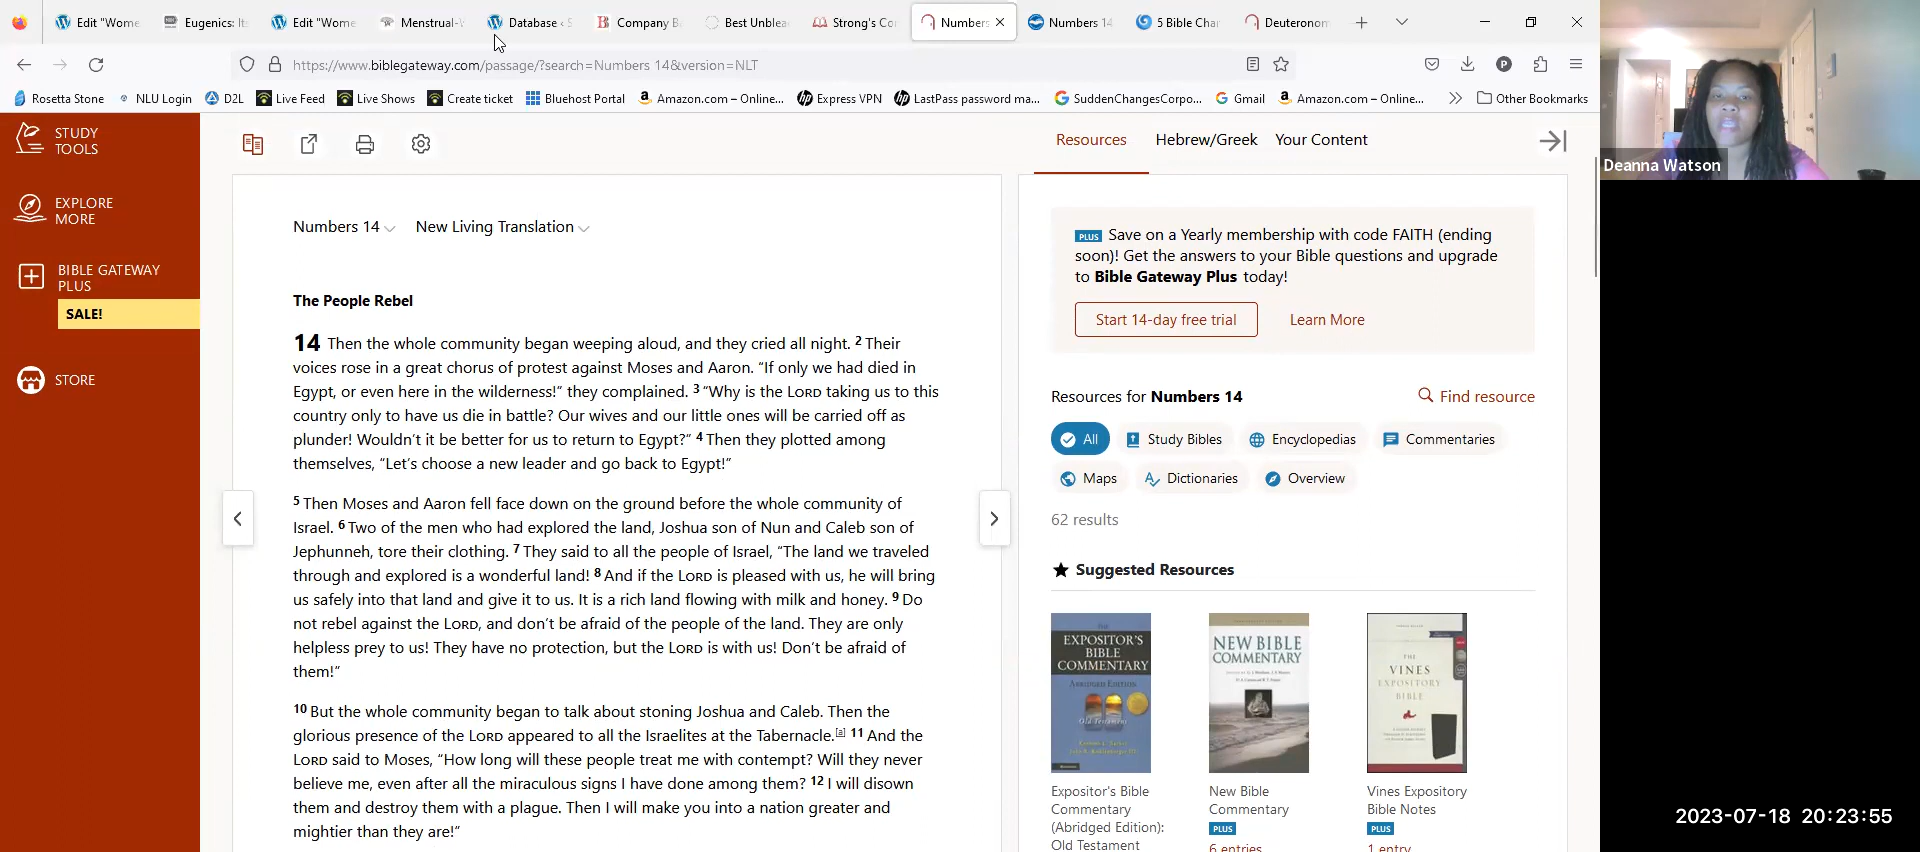 Edit "Wome
Eugenics: It
Edit "Wome
Menstrual-
Database ‹
Company B
Best Unblea
Strong's Co
Numbers
Numbers 14
5 Bible Char
Deuteronom
https://www.biblegateway.com/passage/?search=Numbers 14&version=NLT
Rosetta Stone
NLU Login
D2L
Live Feed
Live Shows
Create ticket
Bluehost Portal
Amazon.com – Online...
Express VPN
LastPass password ma...
SuddenChangesCorpo...
Gmail
Amazon.com – Online...
Other Bookmarks
STUDY
TOOLS
EXPLORE
MORE
BIBLE GATEWAY
PLUS
SALE!
STORE
Numbers 14
New Living Translation
The People Rebel
14 Then the whole community began weeping aloud, and they cried all night. 2 Their
voices rose in a great chorus of protest against Moses and Aaron. “If only we had died in
Egypt, or even here in the wilderness!” they complained. 3 “Why is the LORD taking us to this
country only to have us die in battle? Our wives and our little ones will be carried off as
plunder! Wouldn’t it be better for us to return to Egypt?” 4 Then they plotted among
themselves, “Let’s choose a new leader and go back to Egypt!”
5 Then Moses and Aaron fell face down on the ground before the whole community of
Israel. 6 Two of the men who had explored the land, Joshua son of Nun and Caleb son of
Jephunneh, tore their clothing. 7 They said to all the people of Israel, “The land we traveled
through and explored is a wonderful land! 8 And if the LORD is pleased with us, he will bring
us safely into that land and give it to us. It is a rich land flowing with milk and honey. 9 Do
not rebel against the LORD, and don’t be afraid of the people of the land. They are only
helpless prey to us! They have no protection, but the LORD is with us! Don’t be afraid of
them!”
10 But the whole community began to talk about stoning Joshua and Caleb. Then the
glorious presence of the LORD appeared to all the Israelites at the Tabernacle.[a] 11 And the
LORD said to Moses, “How long will these people treat me with contempt? Will they never
believe me, even after all the miraculous signs I have done among them? 12 I will disown
them and destroy them with a plague. Then I will make you into a nation greater and
mightier than they are!”
Resources
Hebrew/Greek
Your Content
PLUS Save on a Yearly membership with code FAITH (ending
soon)! Get the answers to your Bible questions and upgrade
to Bible Gateway Plus today!
Start 14-day free trial
Learn More
Resources for Numbers 14
Find resource
All
Study Bibles
Encyclopedias
Commentaries
Maps
Dictionaries
Overview
62 results
Suggested Resources
THE
EXPOSITOR'S
BIBLE
COMMENTARY
ABRIDGED EDITION
Old Testament
NEW BIBLE
COMMENTARY
THE
VINES
EXPOSITORY
BIBLE
Expositor's Bible
Commentary
(Abridged Edition):
Old Testament
New Bible
Commentary
PLUS
6 entries
Vines Expository
Bible Notes
PLUS
1 entry
Deanna Watson
2023-07-18 20:23:55